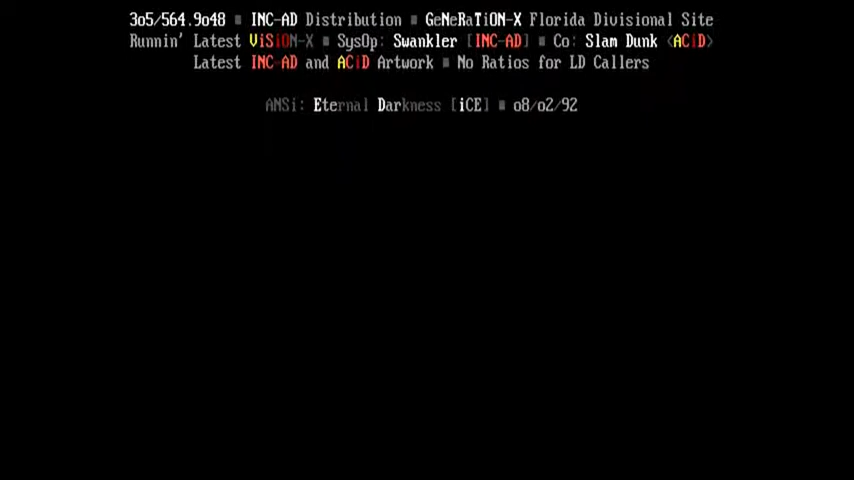 3o5/564.9o48 ■ INC-AD Distribution ■ GeNeRaTiON-X Florida Divisional Site
Runnin' Latest ViSiON-X ■ SysOp: Swankler [INC-AD] ■ Co: Slam Dunk <ACiD>
Latest INC-AD and ACiD Artwork ■ No Ratios for LD Callers
ANSi: Eternal Darkness [iCE] ■ o8/o2/92